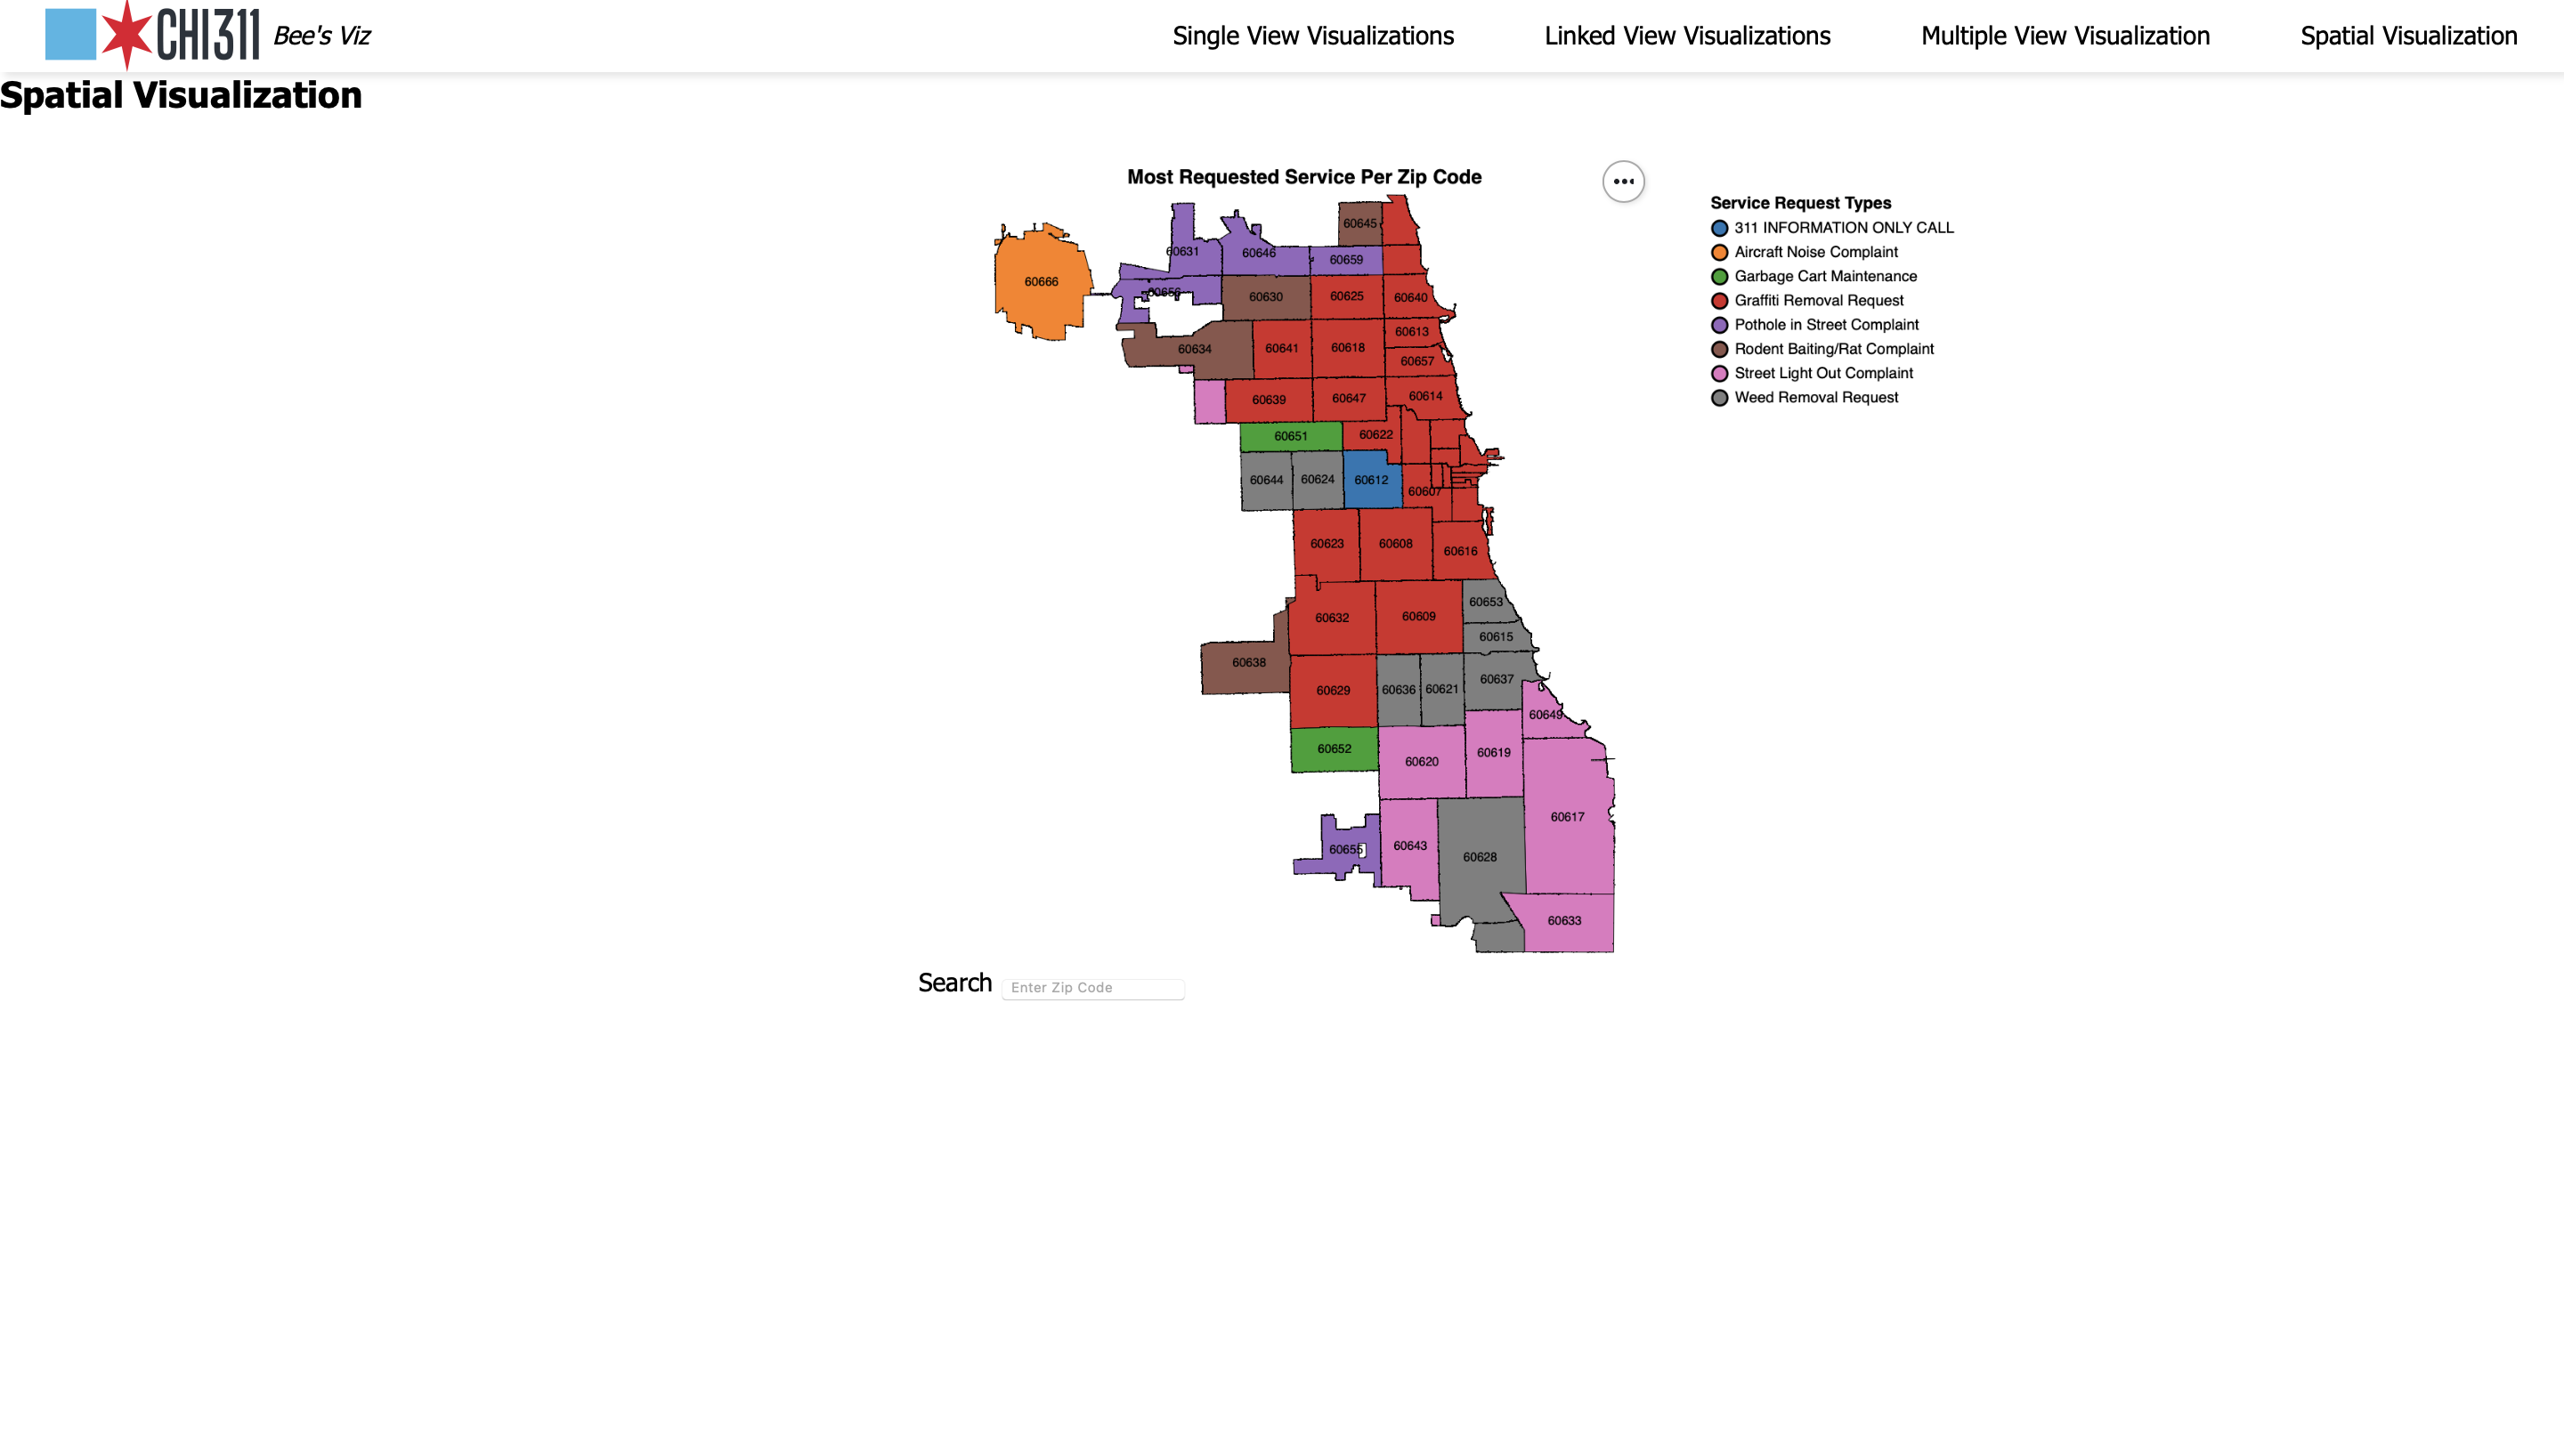 CHI311 Bee's Viz Single View Visualizations Linked View Visualizations Multiple View Visualization Spatial Visualization
Spatial Visualization
Most Requested Service Per Zip Code
Service Request Types
311 INFORMATION ONLY CALL
Aircraft Noise Complaint
Garbage Cart Maintenance
Graffiti Removal Request
Pothole in Street Complaint
Rodent Baiting/Rat Complaint
Street Light Out Complaint
Weed Removal Request
60645
60631 60646 60659
60666
60656 60630 60625 60640
60613
60634 60641 60618
60657
60639 60647 60614
60651 60622
60644 60624 60612
60607
60623 60608 60616
60653
60632 60609
60615
60638
60637
60629 60636 60621
60649
60652 60619
60620
60617
60655 60643
60628
60633
Search Enter Zip Code